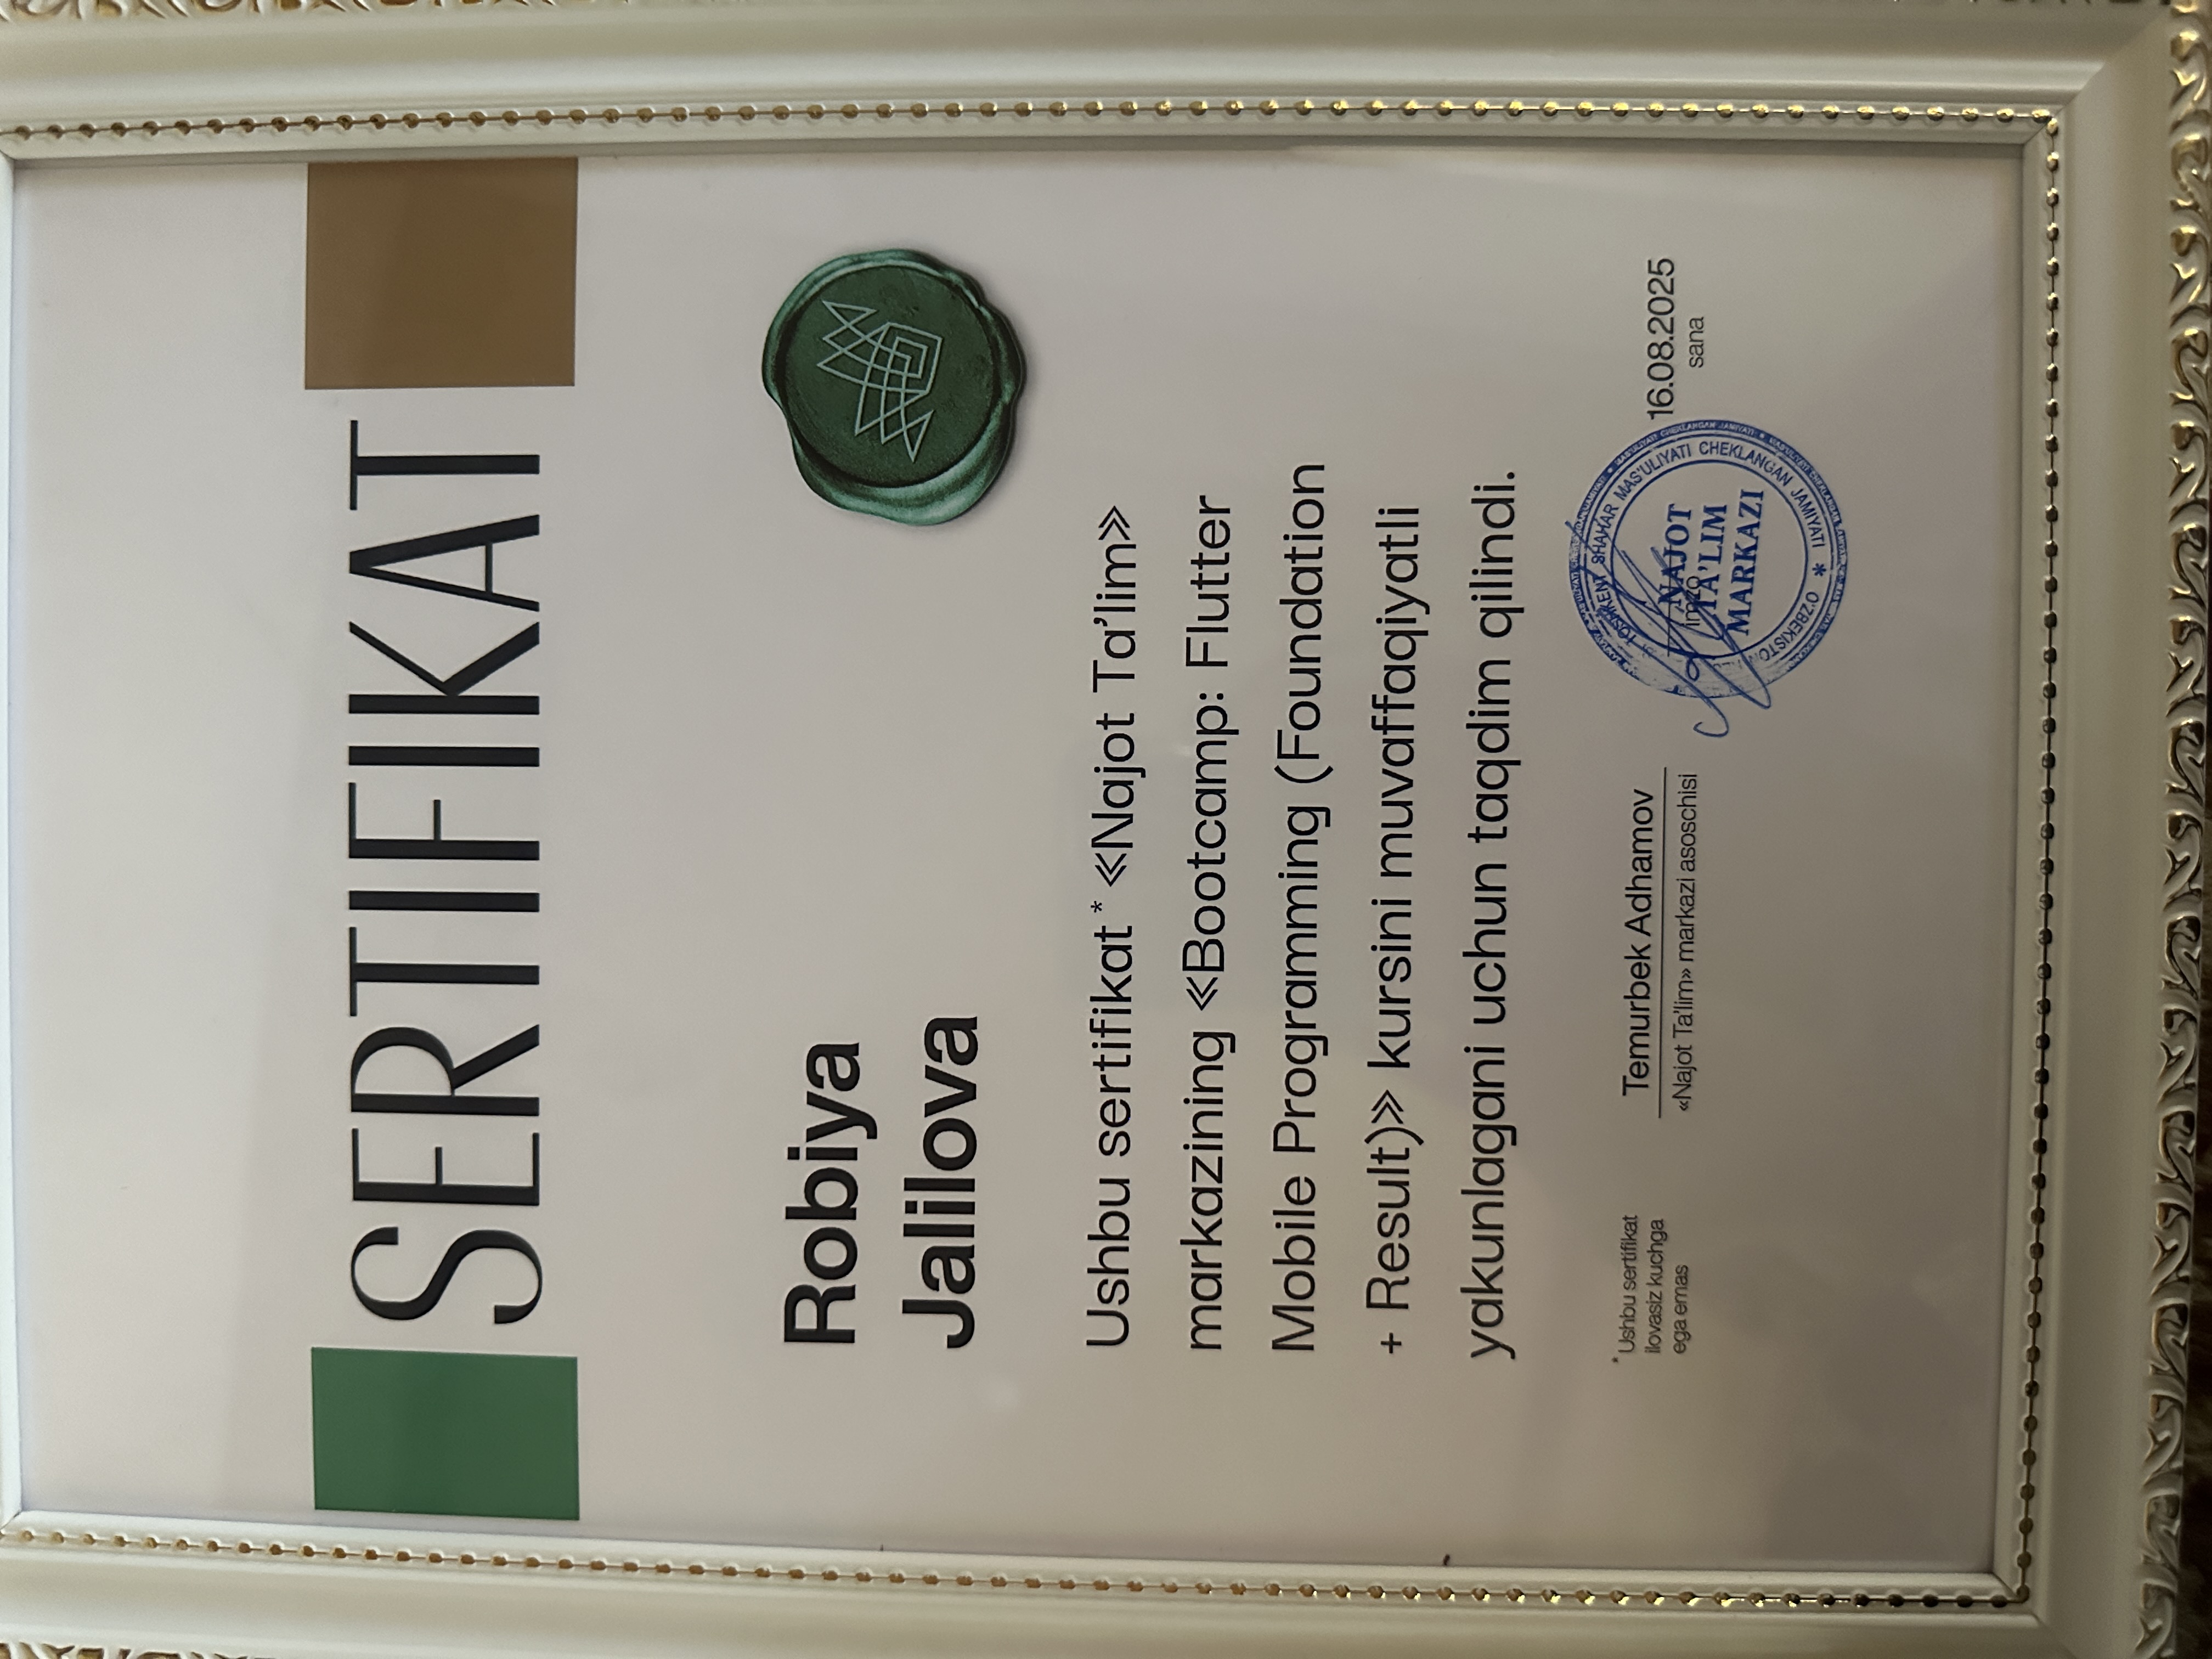 SERTIFIKAT
Robiya
Jalilova
Ushbu sertifikat * «Najot Ta’lim»
markazining «Bootcamp: Flutter
Mobile Programming (Foundation
+ Result)» kursini muvaffaqiyatli
yakunlagani uchun taqdim qilindi.
* Ushbu sertifikat
ilovasiz kuchga
ega emas
Temurbek Adhamov
«Najot Ta’lim» markazi asoschisi
imzo
TOSHKENT SHAHAR MAS'ULIYATI CHEKLANGAN JAMIYATI *
NAJOT
TA’LIM
MARKAZI
16.08.2025
sana